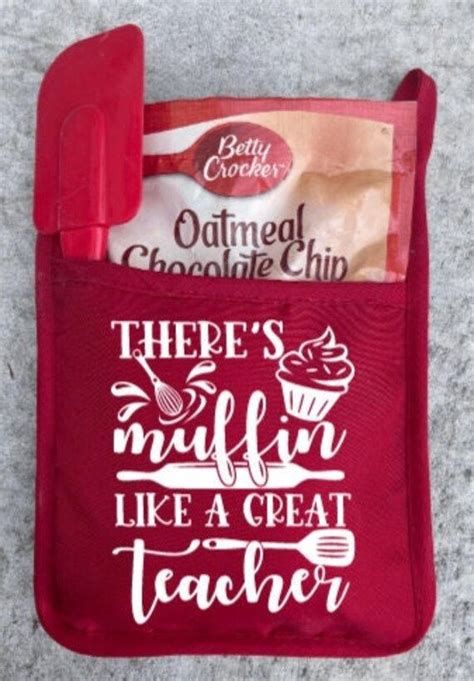 Betty
Crocker
Oatmeal
Chocolate Chip
THERE'S
muffin
LIKE A GREAT
teacher